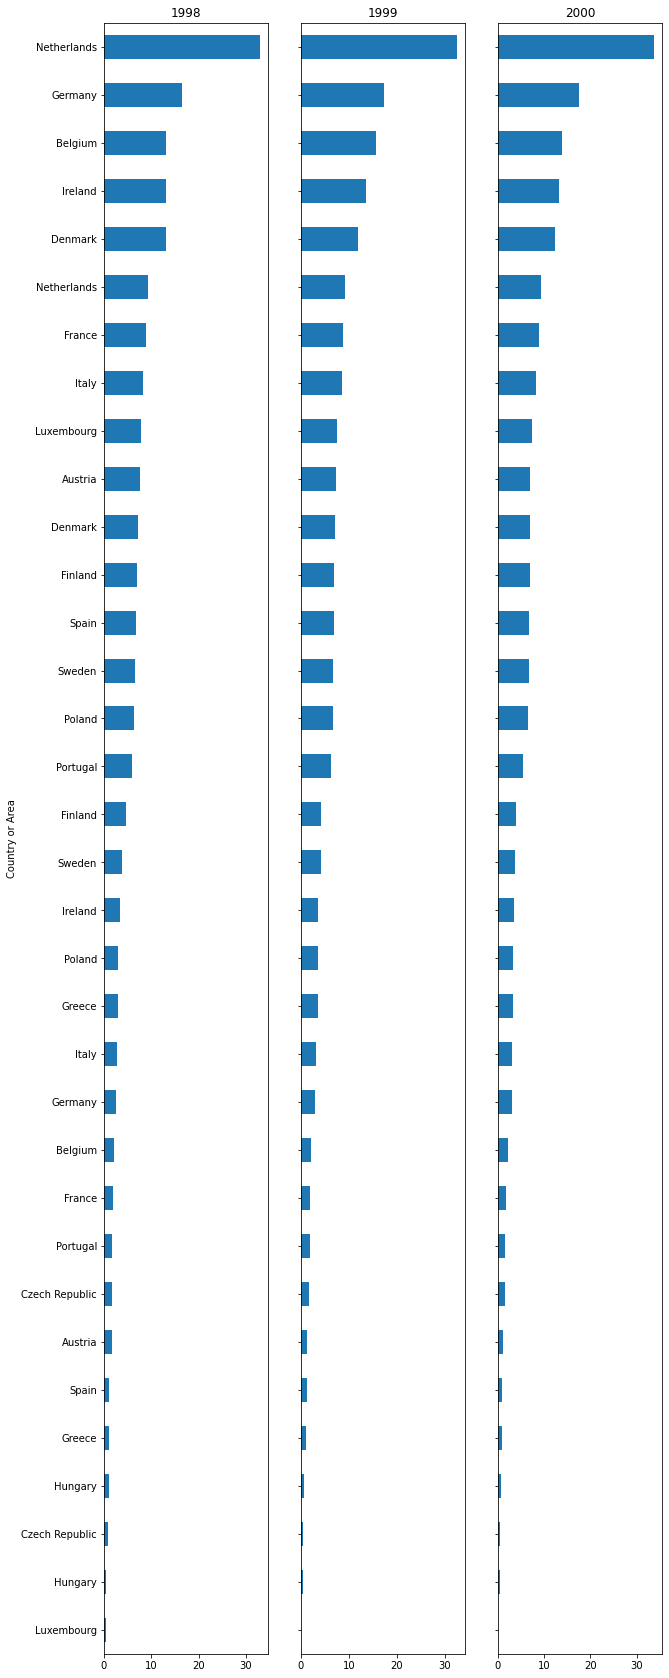 1998 1999 2000
Netherlands
Germany
Belgium
Ireland
Denmark
Netherlands
France
Italy
Luxembourg
Austria
Denmark
Finland
Spain
Sweden
Poland
Portugal
Finland
Country or Area
Sweden
Ireland
Poland
Greece
Italy
Germany
Belgium
France
Portugal
Czech Republic
Austria
Spain
Greece
Hungary
Czech Republic
Hungary
Luxembourg
0 10 20 30 0 10 20 30 0 10 20 30